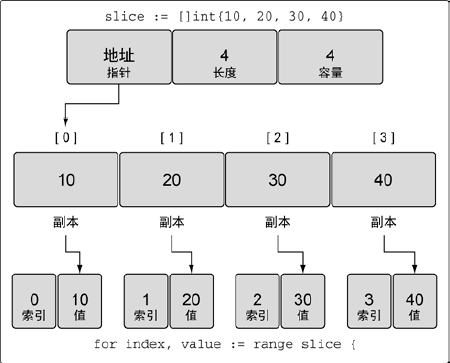 slice := []int{10, 20, 30, 40}
地址 4 4
指针 长度 容量
[0] [1] [2] [3]
10 20 30 40
副本 副本 副本 副本
0 10 1 20 2 30 3 40
索引 值 索引 值 索引 值 索引 值
for index, value := range slice {